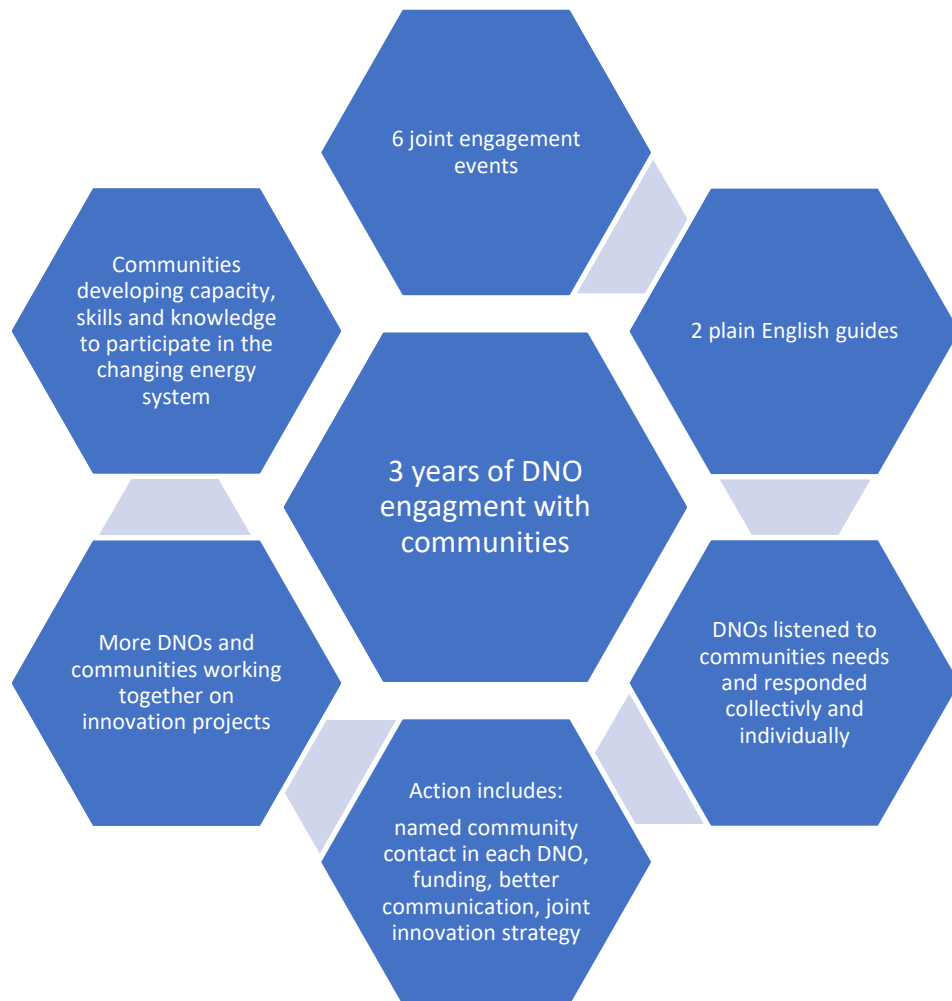 6 joint engagement
events
2 plain English guides
DNOs listened to
communities needs
and responded
collectivly and
individually
Action includes:
named community
contact in each DNO,
funding, better
communication, joint
innovation strategy
More DNOs and
communities working
together on
innovation projects
Communities
developing capacity,
skills and knowledge
to participate in the
changing energy
system
3 years of DNO
engagment with
communities